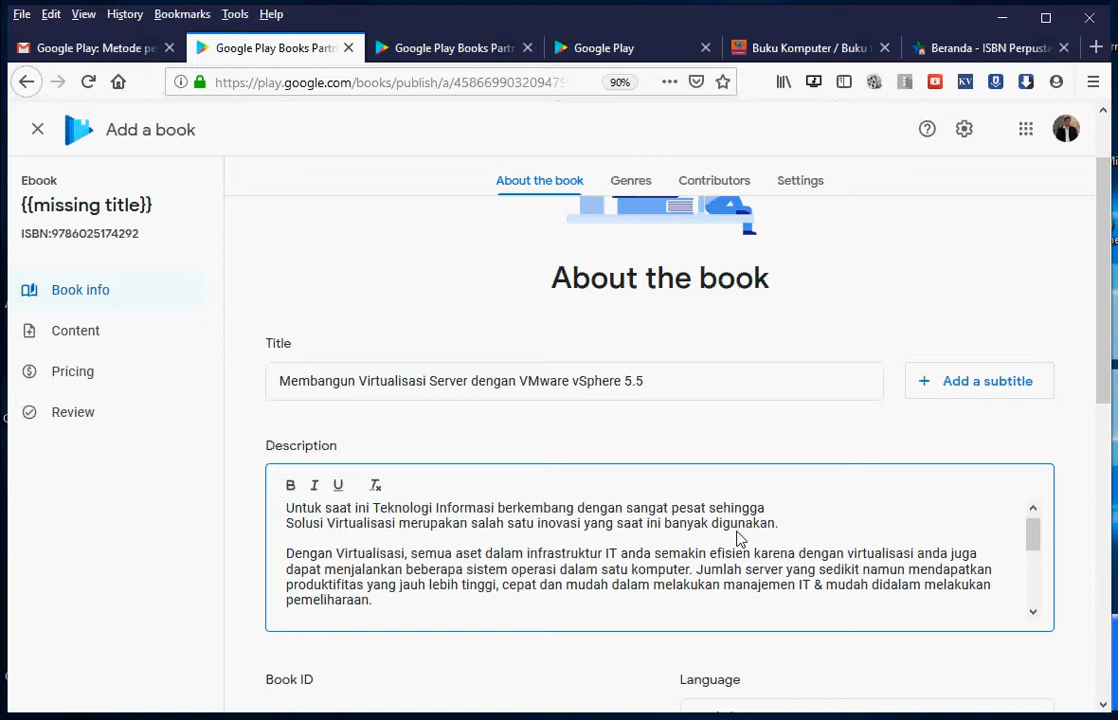 File Edit View History Bookmarks Tools Help
Google Play: Metode pe
Google Play Books Partn
Google Play Books Partn
Google Play
Buku Komputer / Buku
Beranda - ISBN Perpusta
https://play.google.com/books/publish/a/45866990320947
90%
Add a book
Ebook
{{missing title}}
ISBN:9786025174292
Book info
Content
Pricing
Review
About the book Genres Contributors Settings
About the book
Title
Membangun Virtualisasi Server dengan VMware vSphere 5.5
+ Add a subtitle
Description
B I U Tx
Untuk saat ini Teknologi Informasi berkembang dengan sangat pesat sehingga
Solusi Virtualisasi merupakan salah satu inovasi yang saat ini banyak digunakan.
Dengan Virtualisasi, semua aset dalam infrastruktur IT anda semakin efisien karena dengan virtualisasi anda juga
dapat menjalankan beberapa sistem operasi dalam satu komputer. Jumlah server yang sedikit namun mendapatkan
produktifitas yang jauh lebih tinggi, cepat dan mudah dalam melakukan manajemen IT & mudah didalam melakukan
pemeliharaan.
Book ID
Language